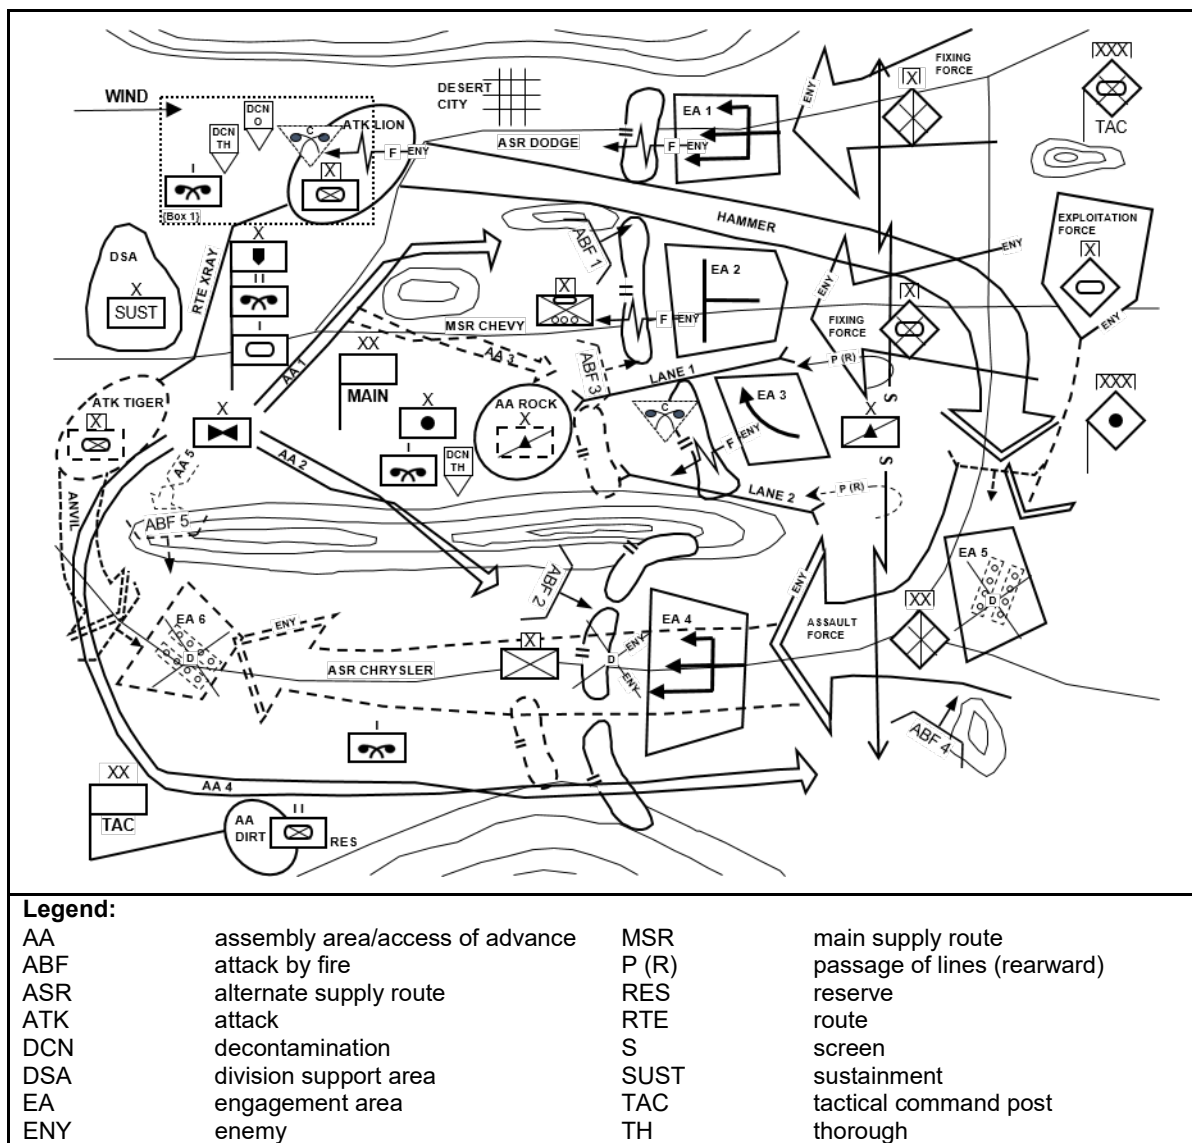 WIND
DCN
TH
DCN
O
C
ATK LION
F
ENY
X
I
{Box 1}
DESERT
CITY
ASR DODGE
EA 1
F
ENY
ENY
X
FIXING
FORCE
XXX
TAC
HAMMER
EXPLOITATION
FORCE
X
ENY
ENY
DSA
X
SUST
RTE XRAY
X
II
I
AA 1
MSR CHEVY
ABF 1
X
EA 2
F
ENY
ENY
FIXING
FORCE
X
XX
MAIN
AA 3
ABF 3
LANE 1
P (R)
S
XXX
ATK TIGER
X
X
AA 5
AA 2
X
I
DCN
TH
AA ROCK
X
C
F
ENY
EA 3
X
LANE 2
P (R)
S
ANVIL
ABF 5
ABF 2
EA 6
D
ENY
ASR CHRYSLER
X
D
ENY
ENY
EA 4
ENY
ASSAULT
FORCE
XX
EA 5
D
ABF 4
I
AA 4
XX
TAC
AA
DIRT
II
RES
Legend:
AA assembly area/access of advance MSR main supply route
ABF attack by fire P (R) passage of lines (rearward)
ASR alternate supply route RES reserve
ATK attack RTE route
DCN decontamination S screen
DSA division support area SUST sustainment
EA engagement area TAC tactical command post
ENY enemy TH thorough